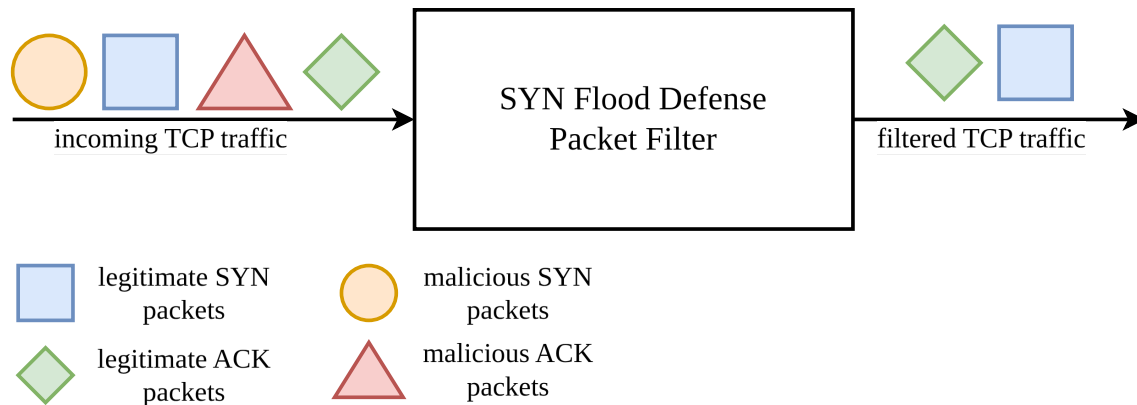 SYN Flood Defense
Packet Filter
incoming TCP traffic
filtered TCP traffic
legitimate SYN
packets
malicious SYN
packets
legitimate ACK
packets
malicious ACK
packets